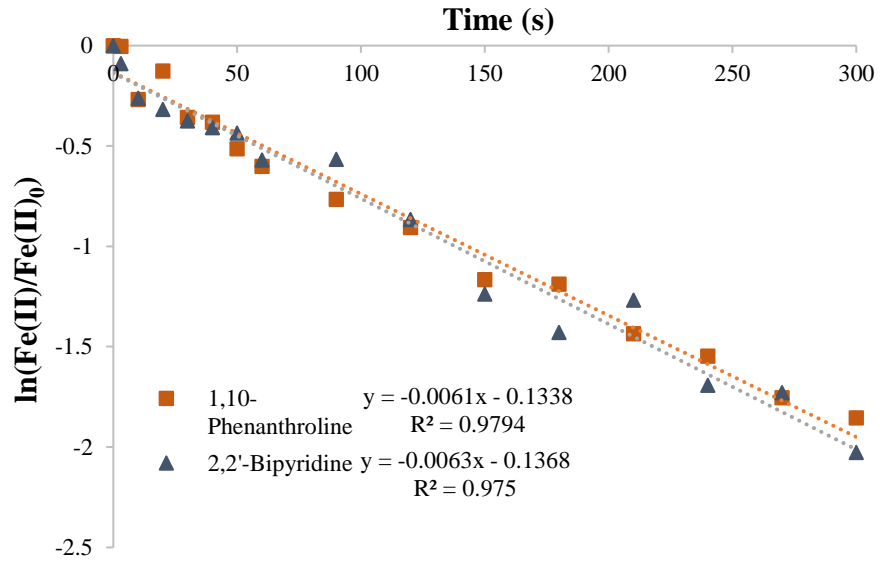 Time (s)
0
0 50 100 150 200 250 300
-0.5
-1
-1.5
-2
-2.5
ln(Fe(II)/Fe(II)₀)
1,10- y = -0.0061x - 0.1338
Phenanthroline R² = 0.9794
2,2'-Bipyridine y = -0.0063x - 0.1368
R² = 0.975